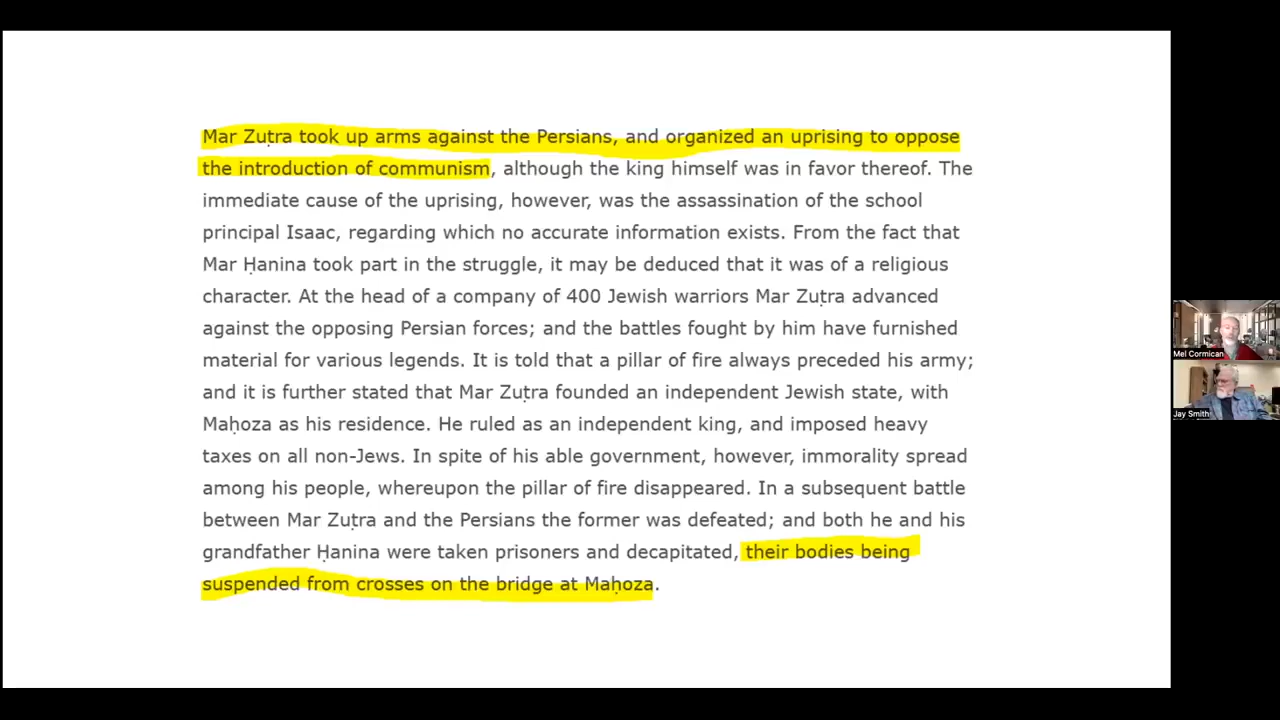 Mar Zuṭra took up arms against the Persians, and organized an uprising to oppose
the introduction of communism, although the king himself was in favor thereof. The
immediate cause of the uprising, however, was the assassination of the school
principal Isaac, regarding which no accurate information exists. From the fact that
Mar Ḥanina took part in the struggle, it may be deduced that it was of a religious
character. At the head of a company of 400 Jewish warriors Mar Zuṭra advanced
against the opposing Persian forces; and the battles fought by him have furnished
material for various legends. It is told that a pillar of fire always preceded his army;
and it is further stated that Mar Zuṭra founded an independent Jewish state, with
Maḥoza as his residence. He ruled as an independent king, and imposed heavy
taxes on all non-Jews. In spite of his able government, however, immorality spread
among his people, whereupon the pillar of fire disappeared. In a subsequent battle
between Mar Zuṭra and the Persians the former was defeated; and both he and his
grandfather Ḥanina were taken prisoners and decapitated, their bodies being
suspended from crosses on the bridge at Maḥoza.
Mel Cormican
Jay Smith